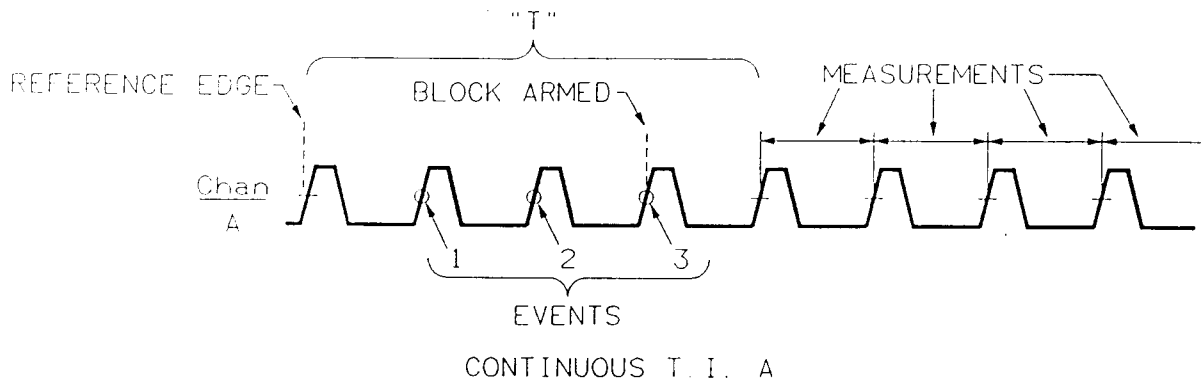 "T"
REFERENCE EDGE
BLOCK ARMED
MEASUREMENTS
Chan
A
1 2 3
EVENTS
CONTINUOUS T.I. A